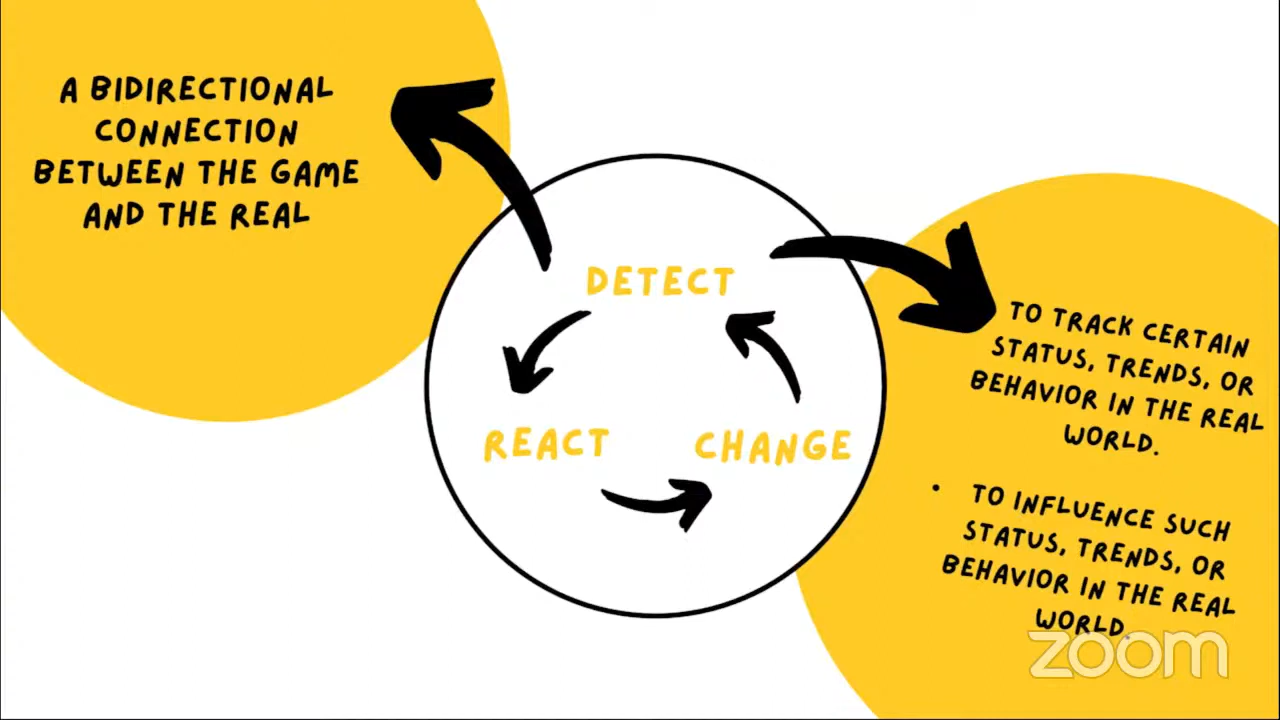 A BIDIRECTIONAL
CONNECTION
BETWEEN THE GAME
AND THE REAL
DETECT
REACT
CHANGE
TO TRACK CERTAIN
STATUS, TRENDS, OR
BEHAVIOR IN THE REAL
WORLD.
• TO INFLUENCE SUCH
STATUS, TRENDS, OR
BEHAVIOR IN THE REAL
WORLD.
zoom